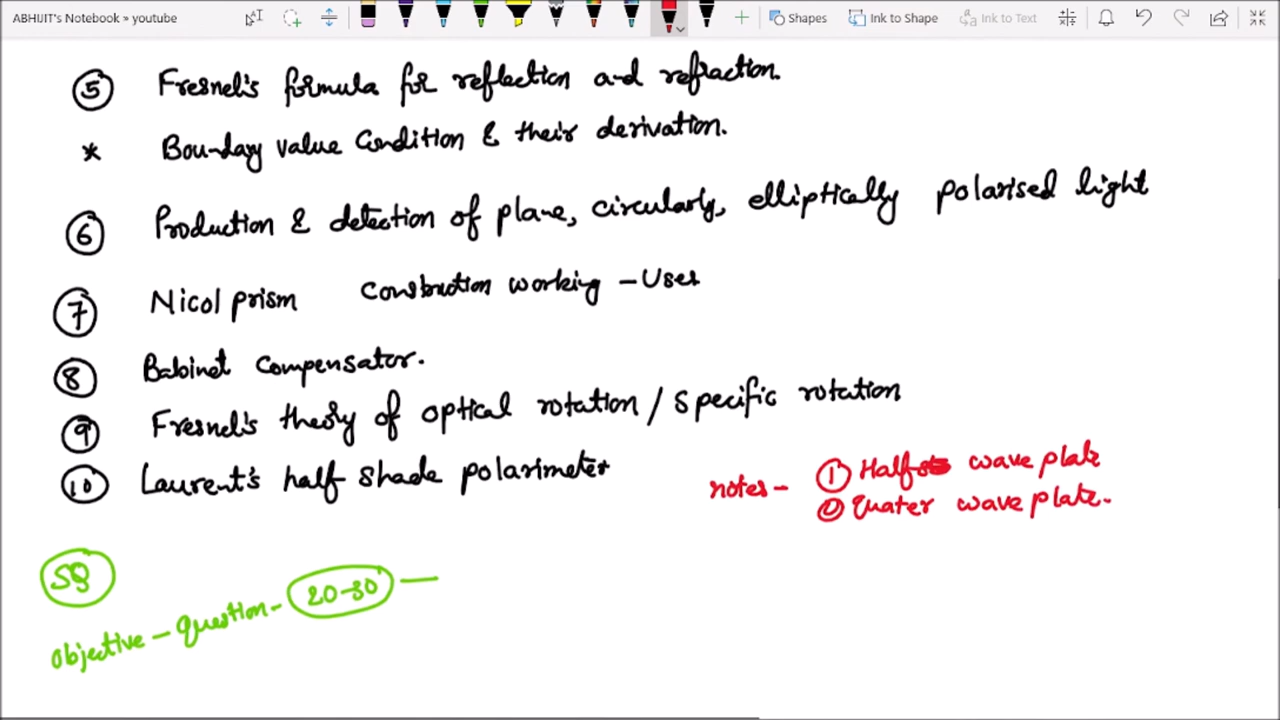 ABHIJIT's Notebook » youtube
Shapes Ink to Shape Ink to Text
5 Fresnel's formula for reflection and refraction.
* Boundary value Condition & their derivation.
6 Production & detection of plane, circularly, elliptically polarised light
7 Nicol prism Construction working - Uses
8 Babinet Compensator.
9 Fresnel's theory of optical rotation / Specific rotation
10 Laurent's half shade polarimeter
notes - 1 Half wave plate
Quater wave plate.
objective - question - 20-30 -